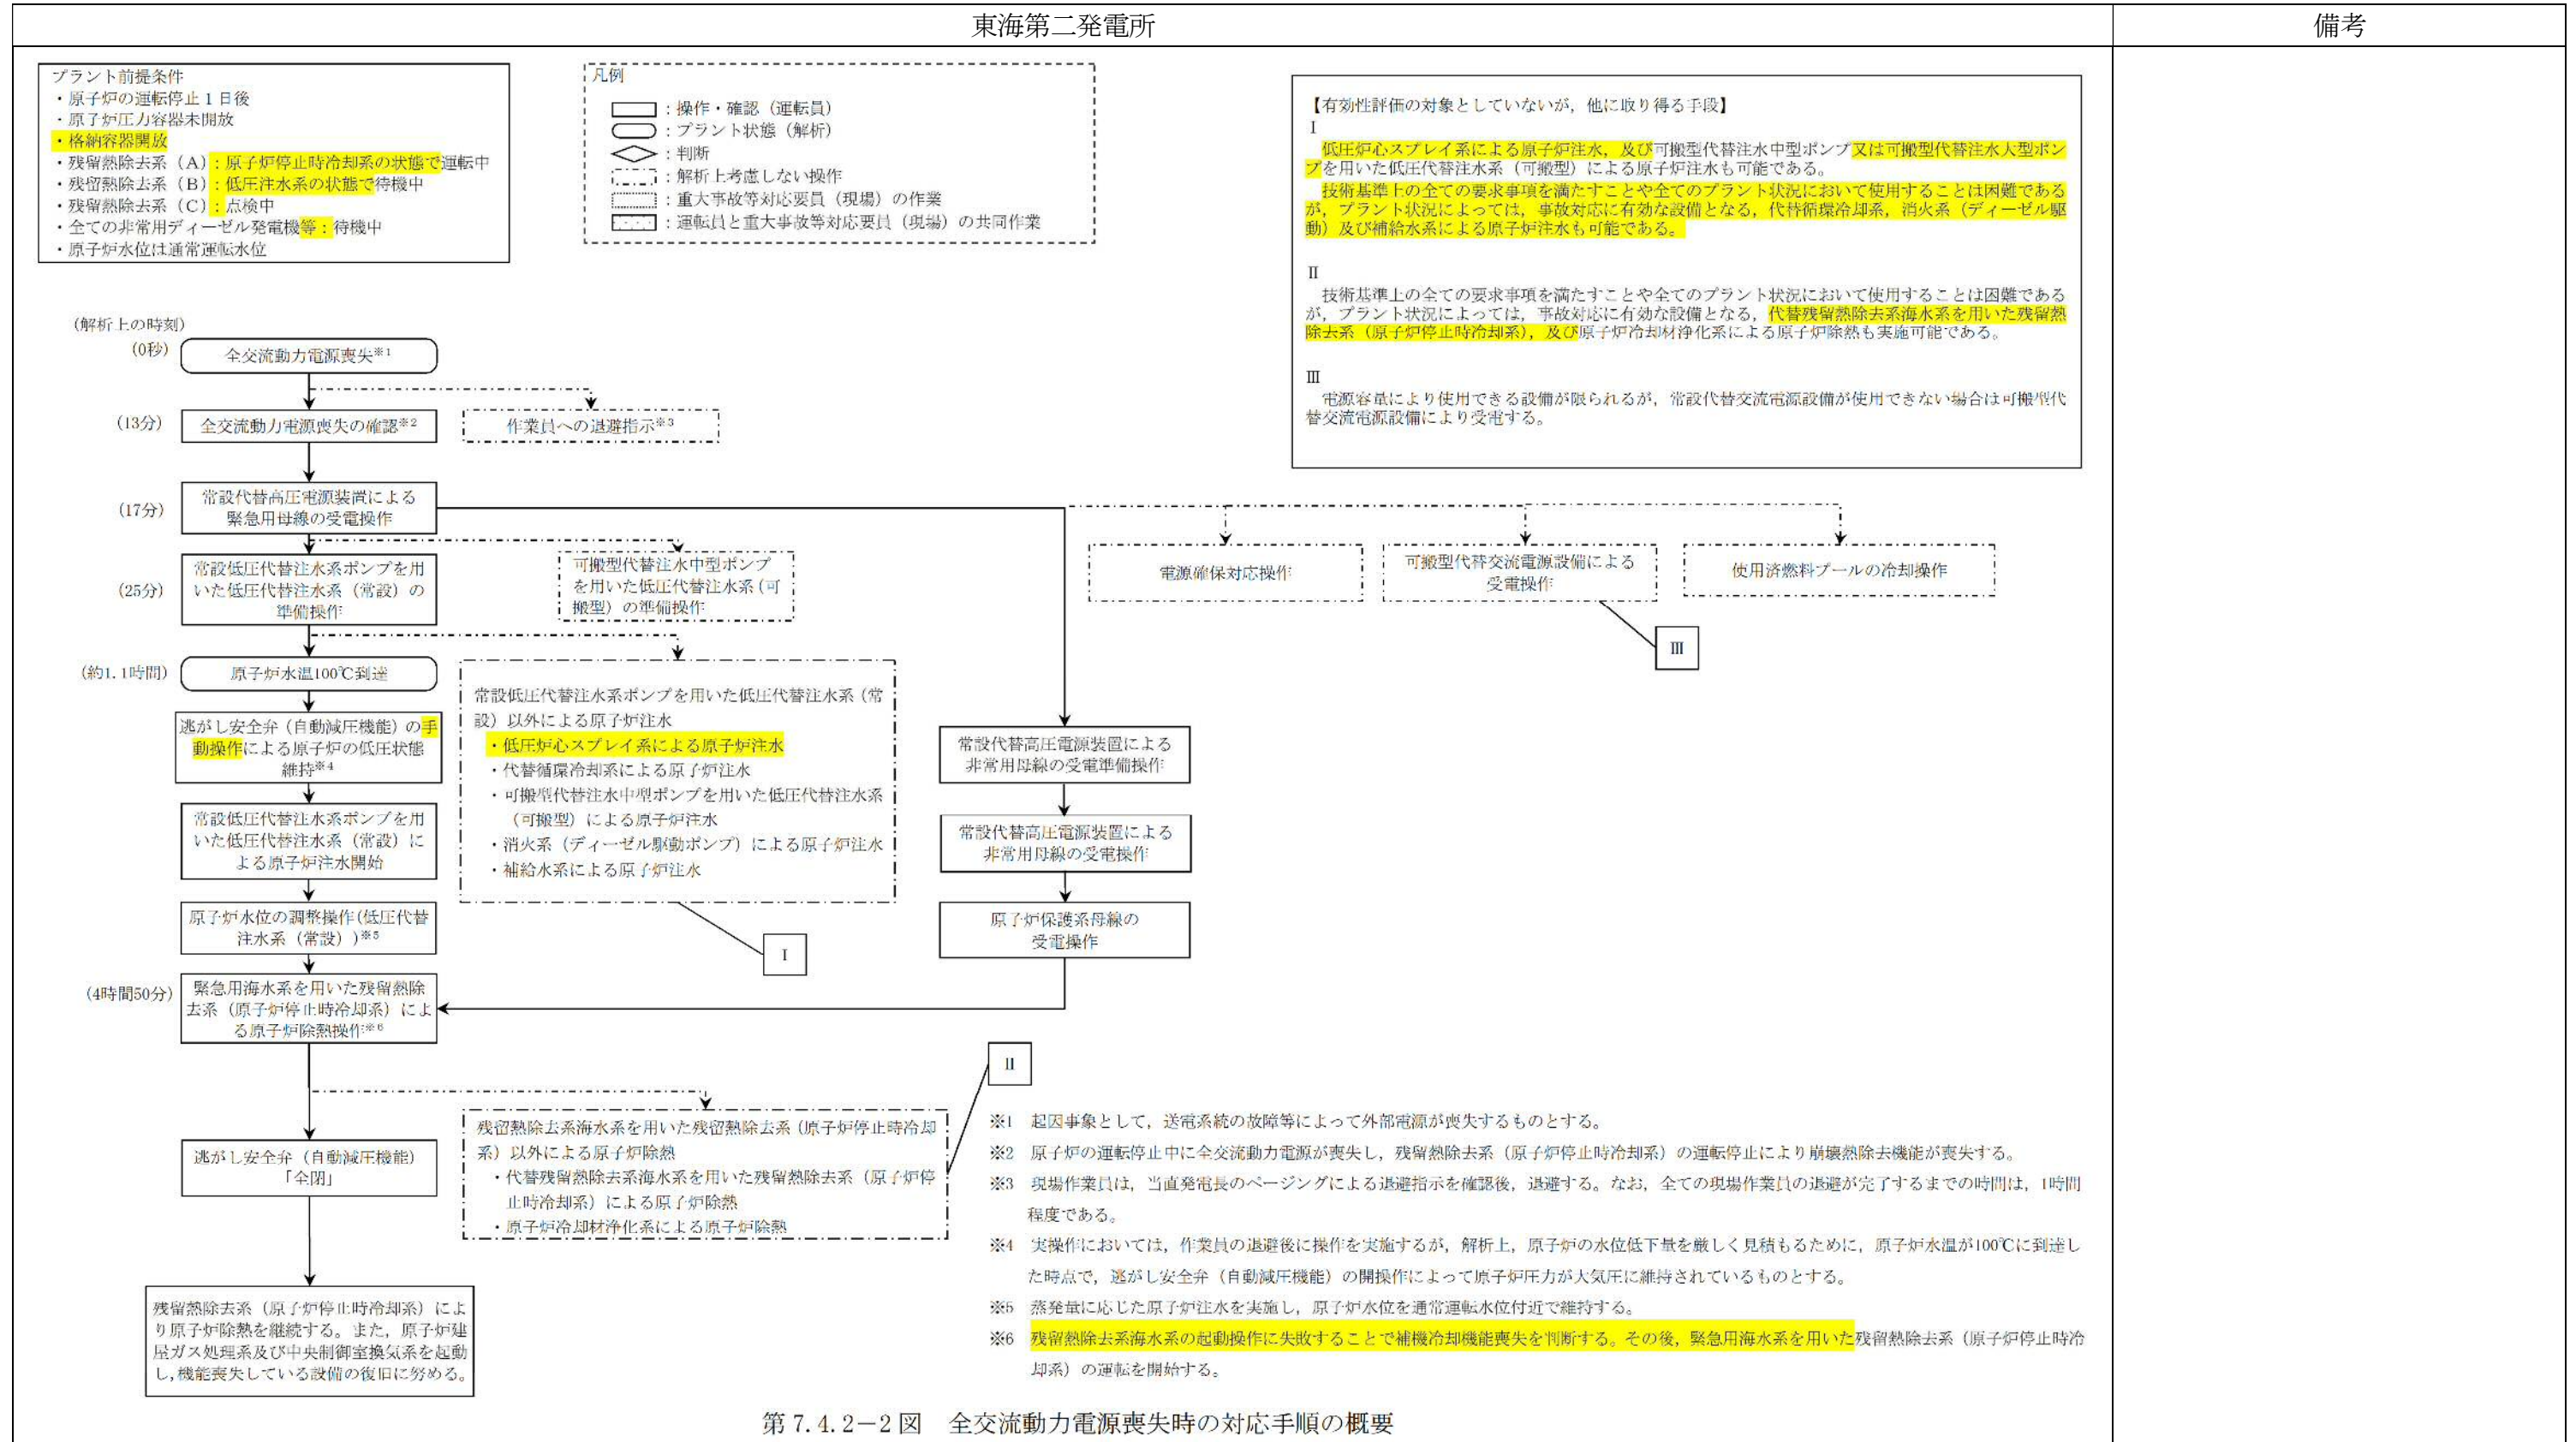 東海第二発電所
備考
プラント前提条件
・原子炉の運転停止1日後
・原子炉圧力容器未開放
・格納容器開放
・残留熱除去系(A):原子炉停止時冷却系の状態で運転中
・残留熱除去系(B):低圧注水系の状態で待機中
・残留熱除去系(C):点検中
・全ての非常用ディーゼル発電機等:待機中
・原子炉水位は通常運転水位
凡例
:操作・確認(運転員)
:プラント状態(解析)
:判断
:解析上考慮しない操作
:重大事故等対応要員(現場)の作業
:運転員と重大事故等対応要員(現場)の共同作業
【有効性評価の対象としていないが,他に取り得る手段】
Ⅰ
低圧炉心スプレイ系による原子炉注水,及び可搬型代替注水中型ポンプ又は可搬型代替注水大型ポン
プを用いた低圧代替注水系(可搬型)による原子炉注水も可能である。
技術基準上の全ての要求事項を満たすことや全てのプラント状況において使用することは困難である
が,プラント状況によっては,事故対応に有効な設備となる,代替循環冷却系,消火系(ディーゼル駆
動)及び補給水系による原子炉注水も可能である。
Ⅱ
技術基準上の全ての要求事項を満たすことや全てのプラント状況において使用することは困難である
が,プラント状況によっては,事故対応に有効な設備となる,代替残留熱除去系海水系を用いた残留熱
除去系(原子炉停止時冷却系),及び原子炉冷却材浄化系による原子炉除熱も実施可能である。
Ⅲ
電源容量により使用できる設備が限られるが,常設代替交流電源設備が使用できない場合は可搬型代
替交流電源設備により受電する。
(解析上の時刻)
(0秒)
全交流動力電源喪失※1
(13分)
全交流動力電源喪失の確認※2
作業員への退避指示※3
(17分)
常設代替高圧電源装置による
緊急用母線の受電操作
(25分)
常設低圧代替注水系ポンプを用
いた低圧代替注水系(常設)の
準備操作
可搬型代替注水中型ポンプ
を用いた低圧代替注水系(可
搬型)の準備操作
電源確保対応操作
可搬型代替交流電源設備による
受電操作
使用済燃料プールの冷却操作
Ⅲ
(約1.1時間)
原子炉水温100℃到達
逃がし安全弁(自動減圧機能)の手
動操作による原子炉の低圧状態
維持※4
常設低圧代替注水系ポンプを用
いた低圧代替注水系(常設)に
よる原子炉注水開始
原子炉水位の調整操作(低圧代替
注水系(常設))※5
常設低圧代替注水系ポンプを用いた低圧代替注水系(常
設)以外による原子炉注水
・低圧炉心スプレイ系による原子炉注水
・代替循環冷却系による原子炉注水
・可搬型代替注水中型ポンプを用いた低圧代替注水系
(可搬型)による原子炉注水
・消火系(ディーゼル駆動ポンプ)による原子炉注水
・補給水系による原子炉注水
Ⅰ
常設代替高圧電源装置による
非常用母線の受電準備操作
常設代替高圧電源装置による
非常用母線の受電操作
原子炉保護系母線の
受電操作
(4時間50分)
緊急用海水系を用いた残留熱除
去系(原子炉停止時冷却系)によ
る原子炉除熱操作※6
Ⅱ
残留熱除去系海水系を用いた残留熱除去系(原子炉停止時冷却
系)以外による原子炉除熱
・代替残留熱除去系海水系を用いた残留熱除去系(原子炉停
止時冷却系)による原子炉除熱
・原子炉冷却材浄化系による原子炉除熱
逃がし安全弁(自動減圧機能)
「全閉」
残留熱除去系(原子炉停止時冷却系)によ
り原子炉除熱を継続する。また,原子炉建
屋ガス処理系及び中央制御室換気系を起動
し,機能喪失している設備の復旧に努める。
※1 起因事象として,送電系統の故障等によって外部電源が喪失するものとする。
※2 原子炉の運転停止中に全交流動力電源が喪失し,残留熱除去系(原子炉停止時冷却系)の運転停止により崩壊熱除去機能が喪失する。
※3 現場作業員は,当直発電長のページングによる退避指示を確認後,退避する。なお,全ての現場作業員の退避が完了するまでの時間は,1時間
程度である。
※4 実操作においては,作業員の退避後に操作を実施するが,解析上,原子炉の水位低下量を厳しく見積もるために,原子炉水温が100℃に到達し
た時点で,逃がし安全弁(自動減圧機能)の開操作によって原子炉圧力が大気圧に維持されているものとする。
※5 蒸発量に応じた原子炉注水を実施し,原子炉水位を通常運転水位付近で維持する。
※6 残留熱除去系海水系の起動操作に失敗することで補機冷却機能喪失を判断する。その後,緊急用海水系を用いた残留熱除去系(原子炉停止時冷
却系)の運転を開始する。
第7.4.2-2図 全交流動力電源喪失時の対応手順の概要